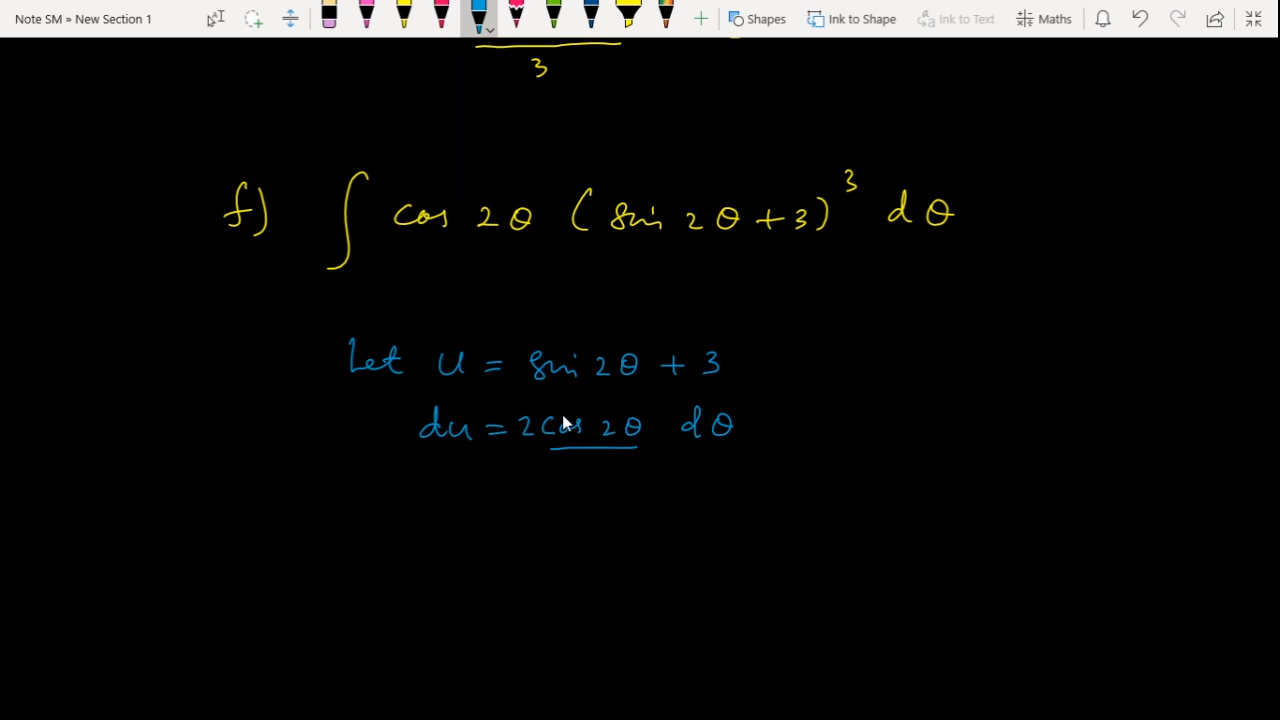 Note SM » New Section 1 Shapes Ink to Shape Ink to Text Maths
3
f) ∫ cos 2θ (sin 2θ + 3)³ dθ
Let u = sin 2θ + 3
du = 2cos 2θ dθ